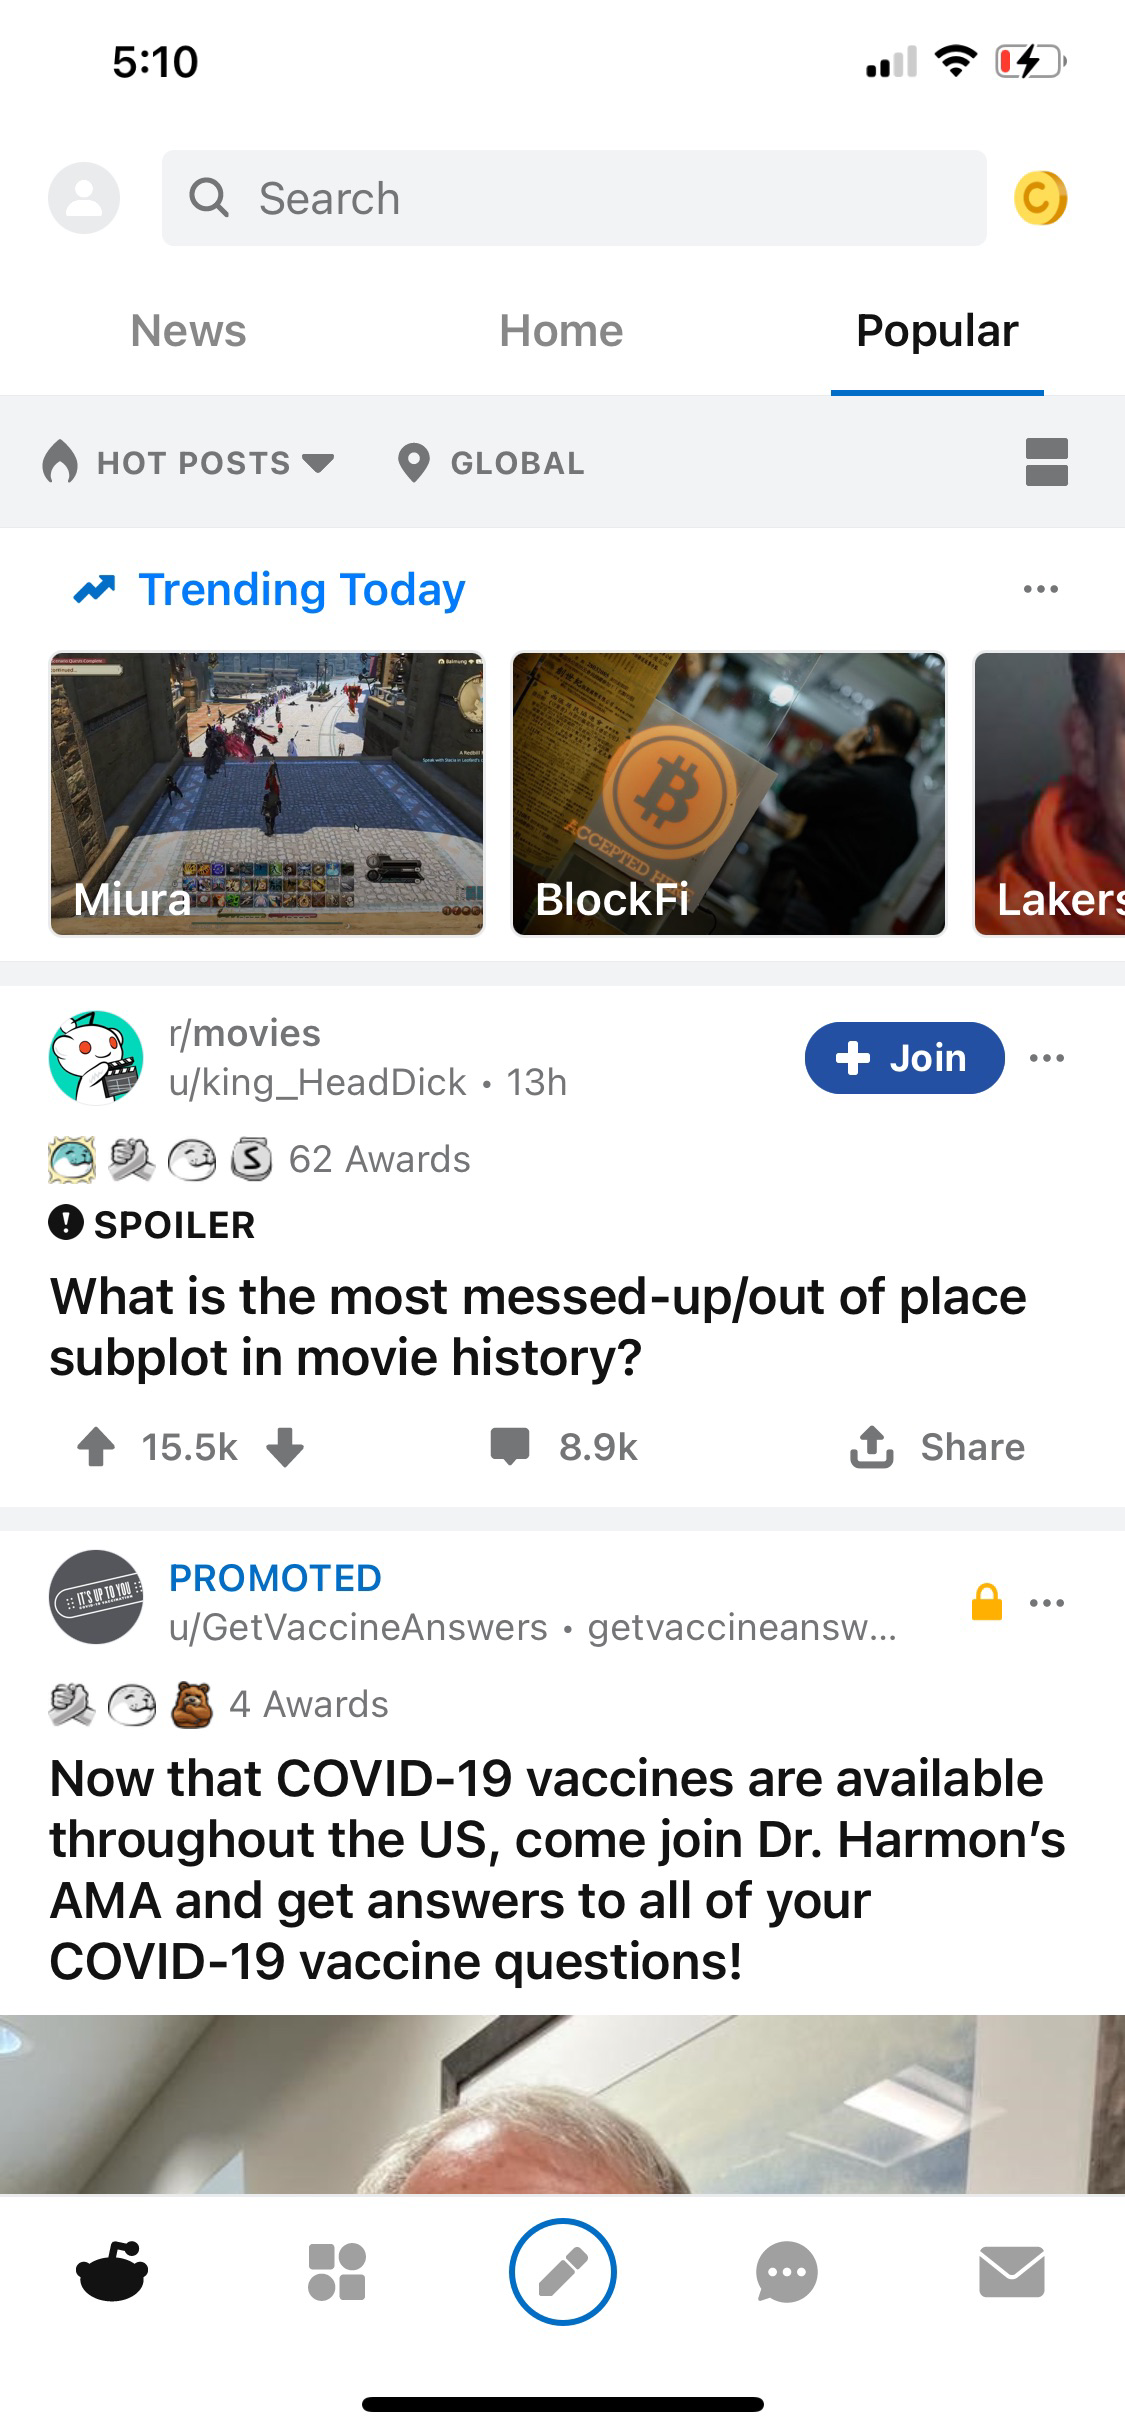 5:10
Search
News Home Popular
HOT POSTS GLOBAL
Trending Today
Miura
BlockFi
Lakers
ACCEPTED
r/movies
u/king_HeadDick • 13h
Join
62 Awards
SPOILER
What is the most messed-up/out of place
subplot in movie history?
15.5k 8.9k Share
IT'S UP TO YOU
PROMOTED
u/GetVaccineAnswers • getvaccineansw...
4 Awards
Now that COVID-19 vaccines are available
throughout the US, come join Dr. Harmon’s
AMA and get answers to all of your
COVID-19 vaccine questions!